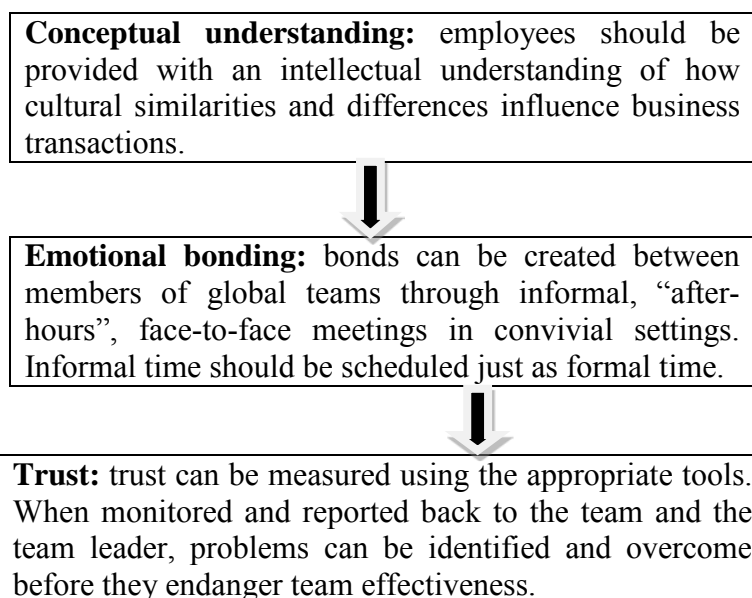 Conceptual understanding: employees should be
provided with an intellectual understanding of how
cultural similarities and differences influence business
transactions.
Emotional bonding: bonds can be created between
members of global teams through informal, “after-
hours”, face-to-face meetings in convivial settings.
Informal time should be scheduled just as formal time.
Trust: trust can be measured using the appropriate tools.
When monitored and reported back to the team and the
team leader, problems can be identified and overcome
before they endanger team effectiveness.